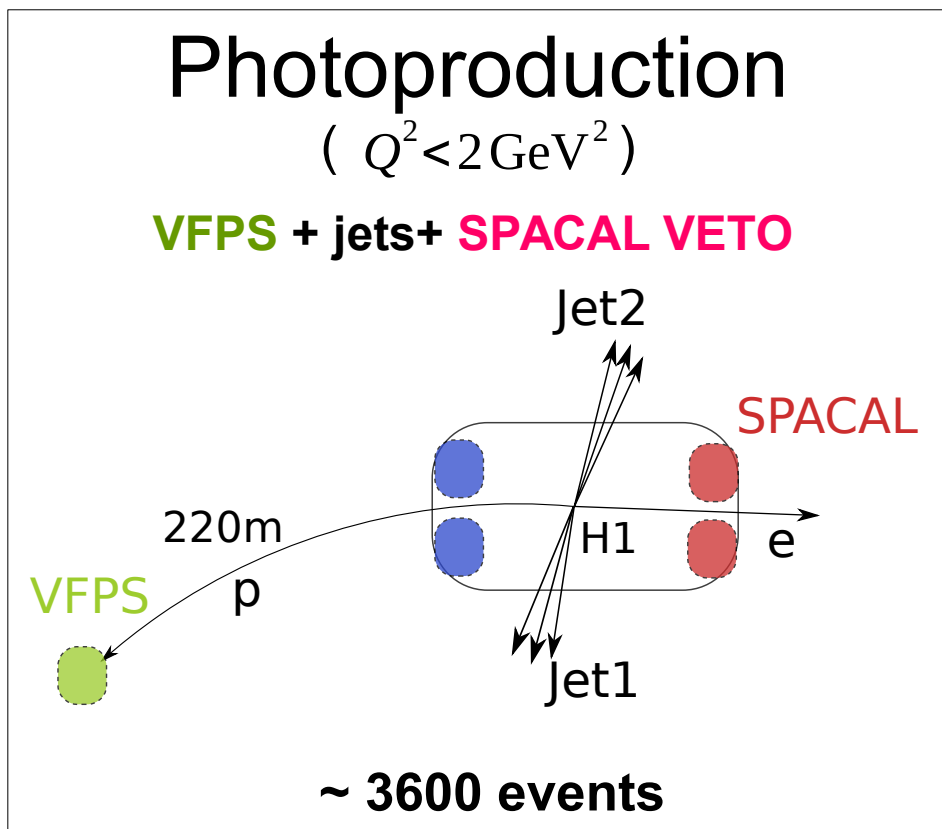 Photoproduction
( Q²<2 GeV² )
VFPS + jets+ SPACAL VETO
Jet2
SPACAL
220m
H1
e
p
VFPS
Jet1
~ 3600 events